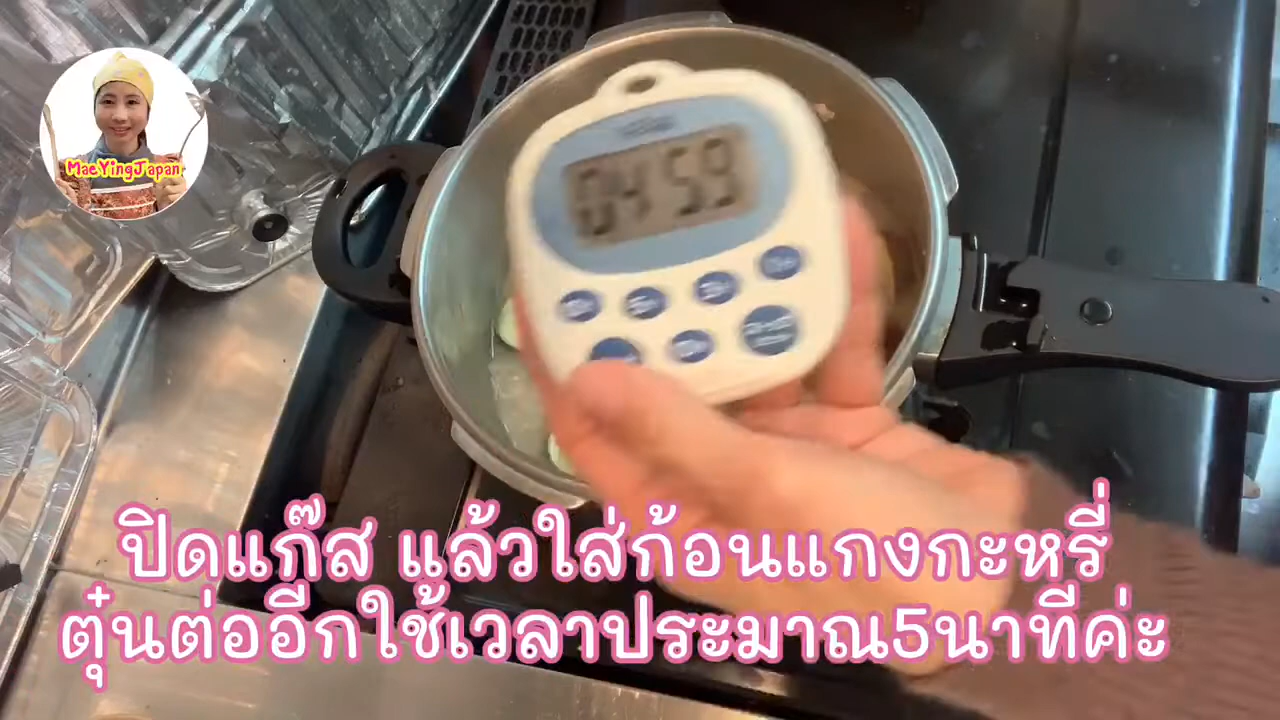 MaeYingJapan
04 59
ปิดแก๊ส แล้วใส่ก้อนแกงกะหรี่
ตุ๋นต่ออีกใช้เวลาประมาณ5นาทีค่ะ